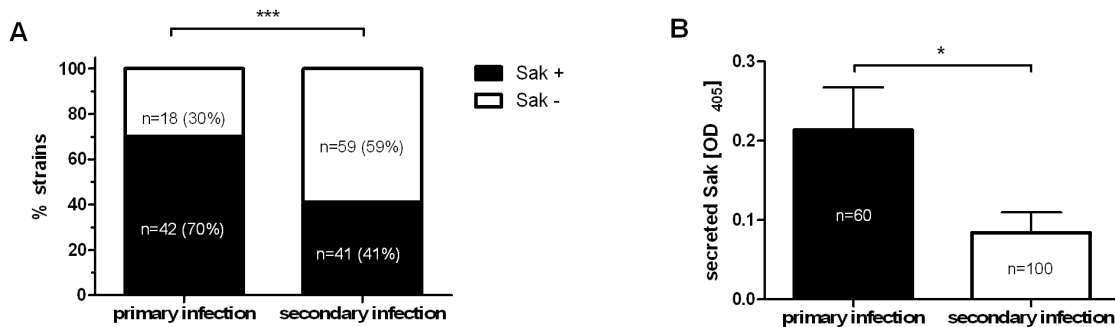 A
***
% strains
100
80
60
40
20
0
n=18 (30%)
n=42 (70%)
n=59 (59%)
n=41 (41%)
primary infection
secondary infection
Sak +
Sak -
B
*
secreted Sak [OD 405]
0.3
0.2
0.1
0.0
n=60
n=100
primary infection
secondary infection